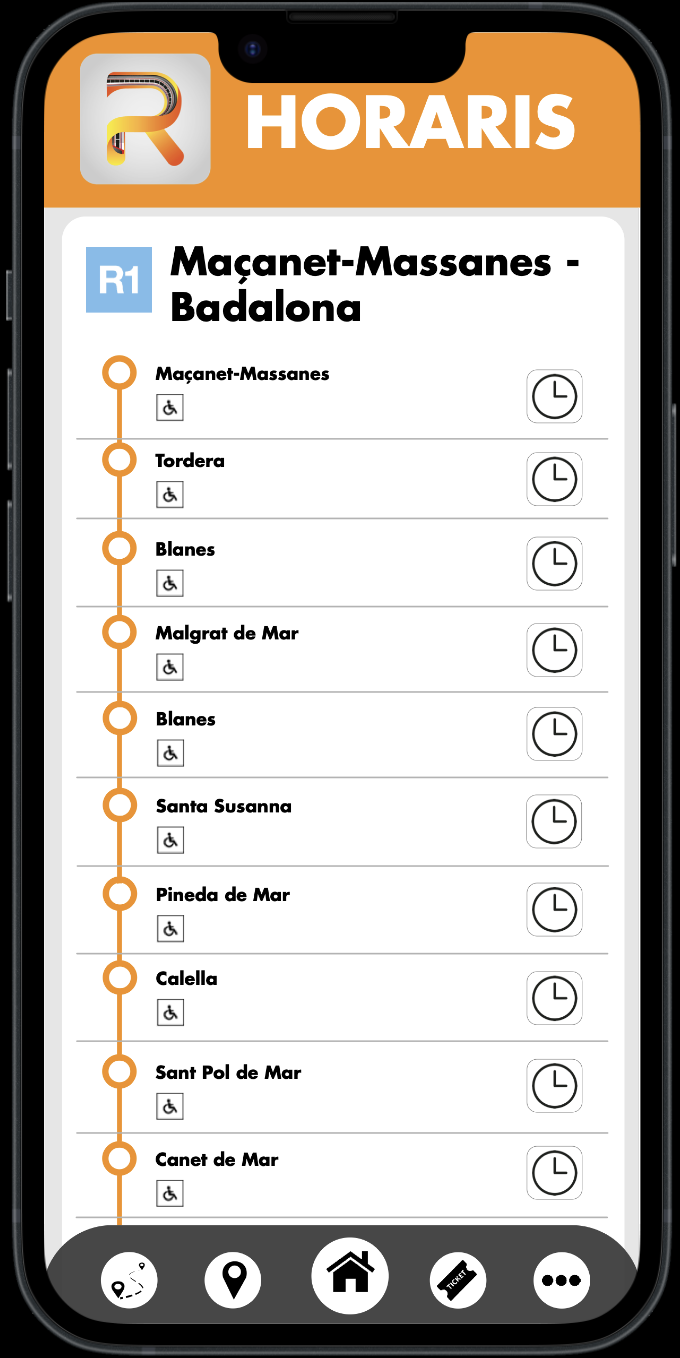 R
HORARIS
R1
Maçanet-Massanes -
Badalona
Maçanet-Massanes
Tordera
Blanes
Malgrat de Mar
Blanes
Santa Susanna
Pineda de Mar
Calella
Sant Pol de Mar
Canet de Mar
TICKET